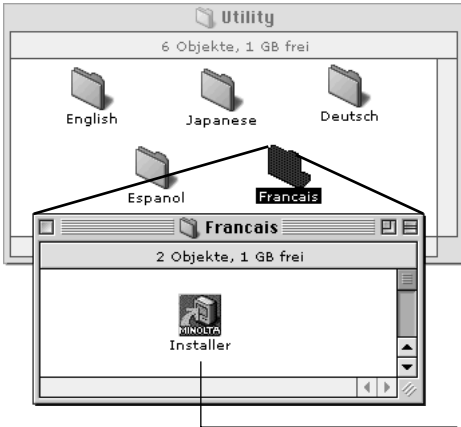 Utility
6 Objekte, 1 GB frei
English
Japanese
Deutsch
Espanol
Francais
Francais
2 Objekte, 1 GB frei
MINOLTA
Installer